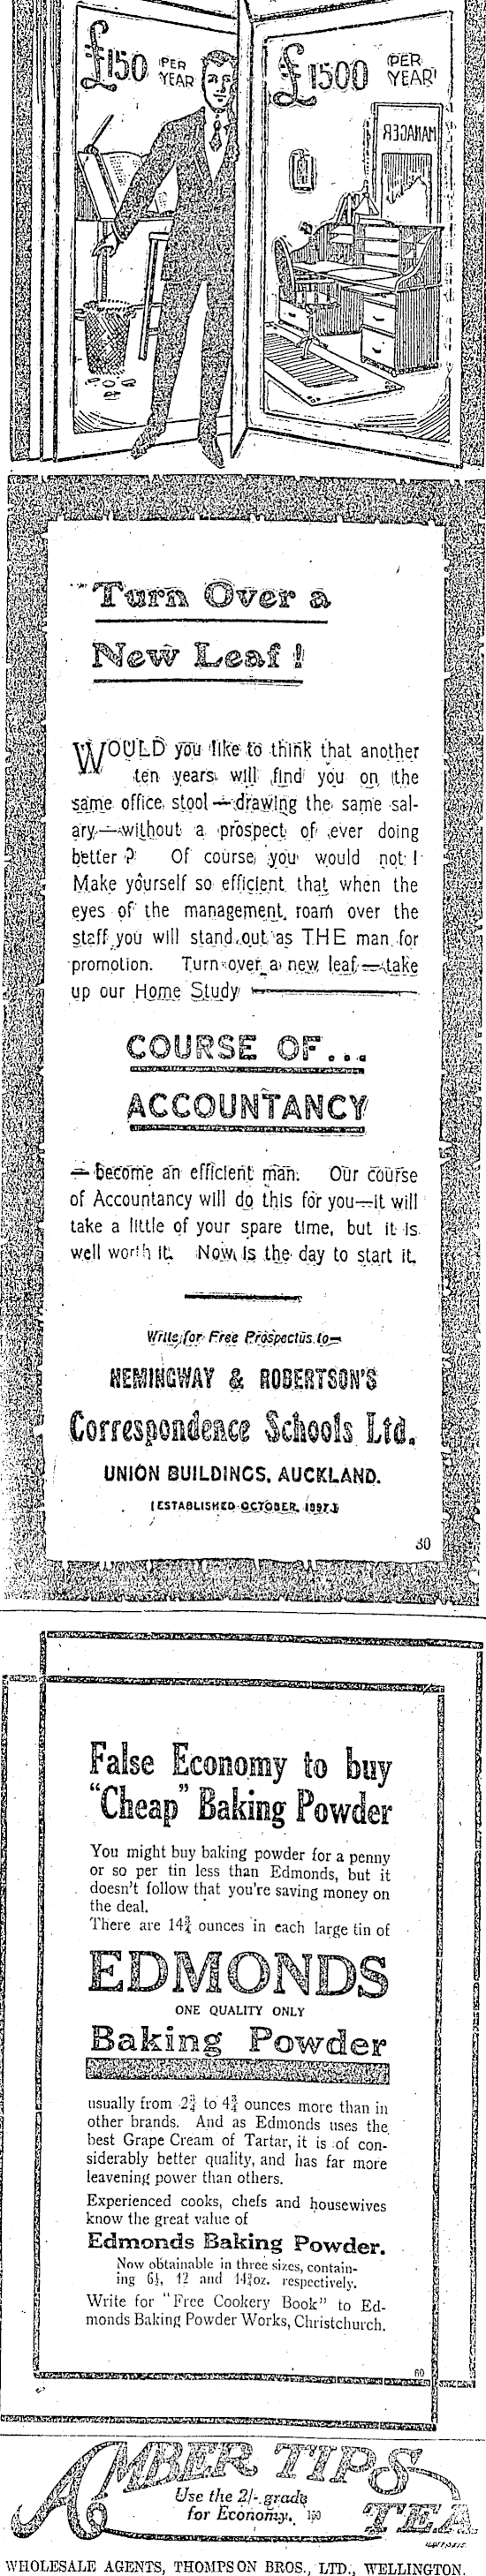 £150 PER
YEAR
£1500 PER
YEAR
MANAGER
Turn Over a
New Leaf!
WOULD you like to think that another
ten years will find you on the
same office stool—drawing the same sal-
ary—without a prospect of ever doing
better? Of course you would not!
Make yourself so efficient that when the
eyes of the management roam over the
staff you will stand out as THE man for
promotion. Turn over a new leaf—take
up our Home Study
COURSE OF...
ACCOUNTANCY
—become an efficient man. Our course
of Accountancy will do this for you—it will
take a little of your spare time, but it is
well worth it. Now is the day to start it.
Write for Free Prospectus to—
HEMINGWAY & ROBERTSON'S
Correspondence Schools Ltd.
UNION BUILDINGS, AUCKLAND.
(ESTABLISHED OCTOBER, 1897.)
30
False Economy to buy
"Cheap" Baking Powder
You might buy baking powder for a penny
or so per tin less than Edmonds, but it
doesn't follow that you're saving money on
the deal.
There are 14¾ ounces in each large tin of
EDMONDS
ONE QUALITY ONLY
Baking Powder
usually from 2¾ to 4¾ ounces more than in
other brands. And as Edmonds uses the
best Grape Cream of Tartar, it is of con-
siderably better quality, and has far more
leavening power than others.
Experienced cooks, chefs and housewives
know the great value of
Edmonds Baking Powder.
Now obtainable in three sizes, contain-
ing 6½, 12 and 14¾oz. respectively.
Write for "Free Cookery Book" to Ed-
monds Baking Powder Works, Christchurch.
60
AMBER TIPS
Use the 2/- grade
for Economy. 150
TEA
WHOLESALE AGENTS, THOMPSON BROS., LTD., WELLINGTON.